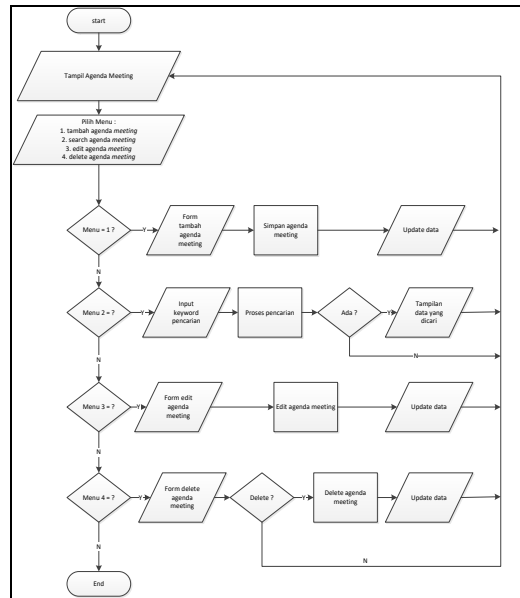 start
Tampil Agenda Meeting
Pilih Menu :
1. tambah agenda meeting
2. search agenda meeting
3. edit agenda meeting
4. delete agenda meeting
Menu = 1 ?
Y
Form
tambah
agenda
meeting
Simpan agenda
meeting
Update data
N
Menu 2 = ?
Y
Input
keyword
pencarian
Proses pencarian
Ada ?
Y
Tampilan
data yang
dicari
N
N
Menu 3 = ?
Y
Form edit
agenda
meeting
Edit agenda meeting
Update data
N
Menu 4 = ?
Y
Form delete
agenda
meeting
Delete ?
Y
Delete agenda
meeting
Update data
N
N
End